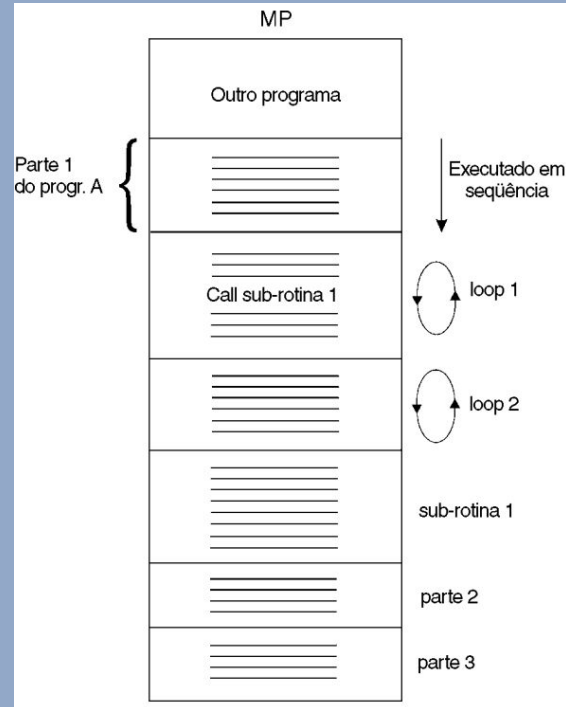 MP
Outro programa
Parte 1
do progr. A
Executado em
seqüência
Call sub-rotina 1
loop 1
loop 2
sub-rotina 1
parte 2
parte 3